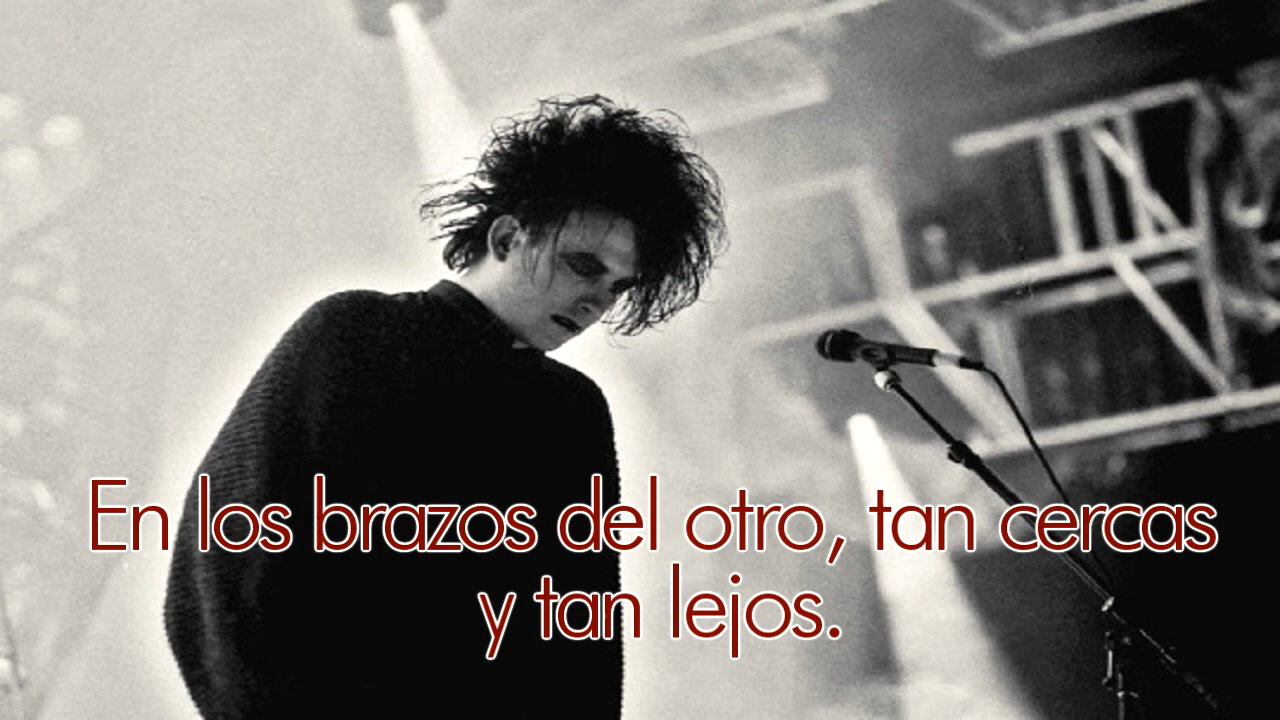 En los brazos del otro, tan cercas
y tan lejos.